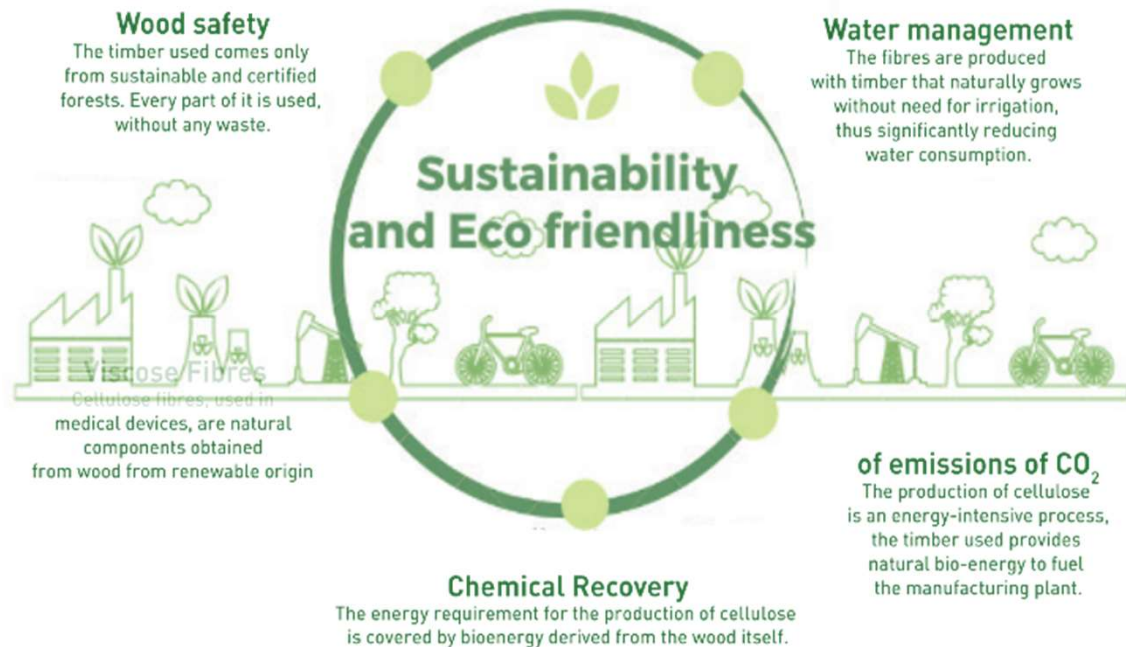 Wood safety
The timber used comes only
from sustainable and certified
forests. Every part of it is used,
without any waste.
Water management
The fibres are produced
with timber that naturally grows
without need for irrigation,
thus significantly reducing
water consumption.
Sustainability
and Eco friendliness
Viscose Fibres
Cellulose fibres, used in
medical devices, are natural
components obtained
from wood from renewable origin
of emissions of CO₂
The production of cellulose
is an energy-intensive process,
the timber used provides
natural bio-energy to fuel
the manufacturing plant.
Chemical Recovery
The energy requirement for the production of cellulose
is covered by bioenergy derived from the wood itself.